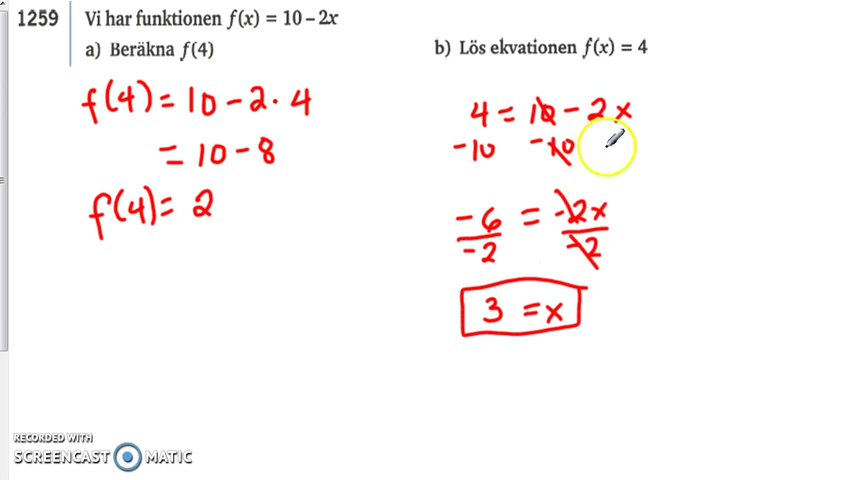 1259 Vi har funktionen f(x) = 10 – 2x
a) Beräkna f(4)
f(4) = 10 – 2 · 4
= 10 – 8
f(4) = 2
b) Lös ekvationen f(x) = 4
4 = 10 – 2x
-10 -10
-6 = -2x
-2 -2
3 = x
RECORDED WITH
SCREENCAST MATIC